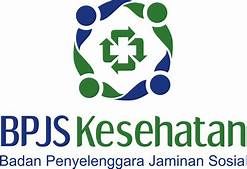 BPJS Kesehatan
Badan Penyelenggara Jaminan Sosial